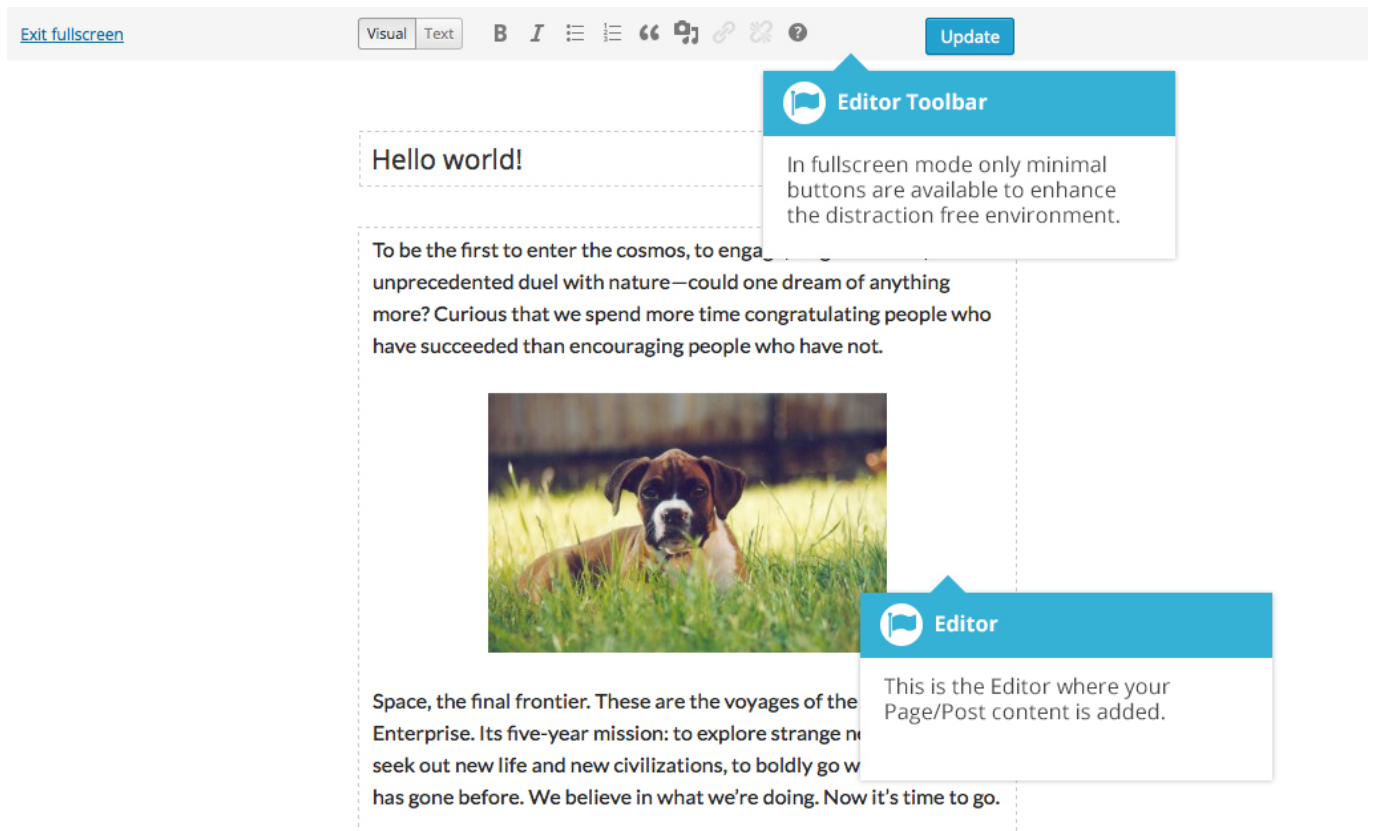 Exit fullscreen
Visual Text B I Update
Editor Toolbar
In fullscreen mode only minimal
buttons are available to enhance
the distraction free environment.
Hello world!
To be the first to enter the cosmos, to
unprecedented duel with nature—could one dream of anything
more? Curious that we spend more time congratulating people who
have succeeded than encouraging people who have not.
Editor
This is the Editor where your
Page/Post content is added.
Space, the final frontier. These are the voyages of the
Enterprise. Its five-year mission: to explore strange
seek out new life and new civilizations, to boldly go
has gone before. We believe in what we're doing. Now it's time to go.